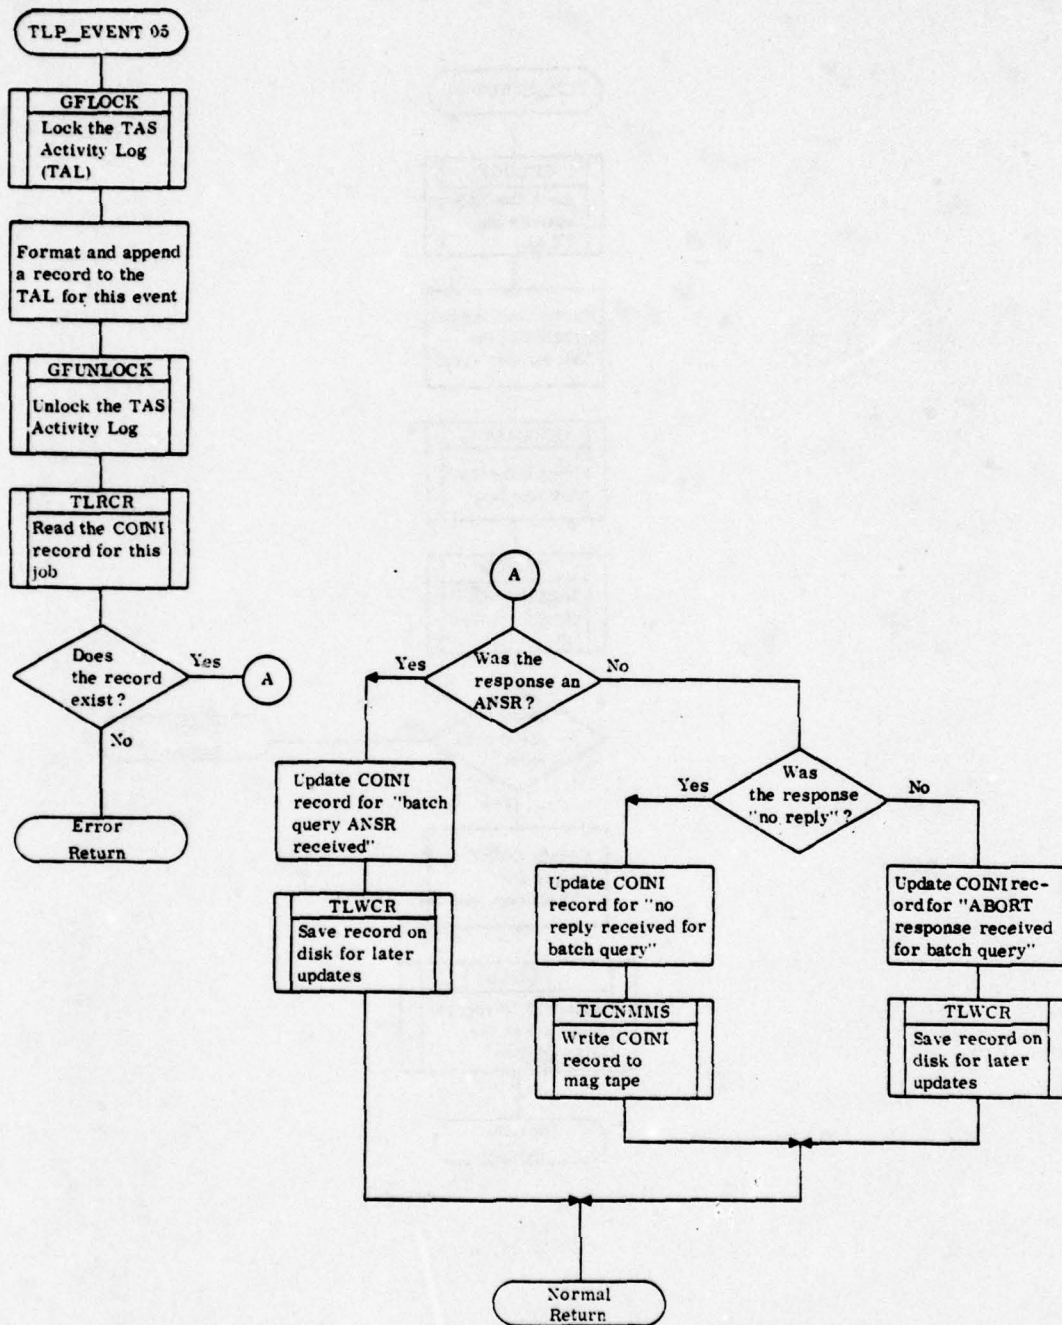 TLP_EVENT 05
GFLOCK
Lock the TAS
Activity Log
(TAL)
Format and append
a record to the
TAL for this event
GFUNLOCK
Unlock the TAS
Activity Log
TLRCR
Read the COINI
record for this
job
Does
the record
exist?
Yes
A
No
Error
Return
A
Was the
response an
ANSR?
Yes
No
Update COINI
record for "batch
query ANSR
received"
TLWCR
Save record on
disk for later
updates
Was
the response
"no reply"?
Yes
No
Update COINI
record for "no
reply received for
batch query"
TLCNMMS
Write COINI
record to
mag tape
Update COINI rec-
ord for "ABORT
response received
for batch query"
TLWCR
Save record on
disk for later
updates
Normal
Return